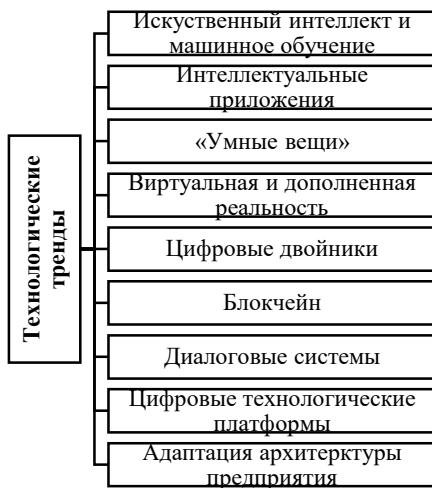 Технологические
тренды
Искуственный интеллект и
машинное обучение
Интеллектуальные
приложения
«Умные вещи»
Виртуальная и дополненная
реальность
Цифровые двойники
Блокчейн
Диалоговые системы
Цифровые технологические
платформы
Адаптация архитерктуры
предприятия